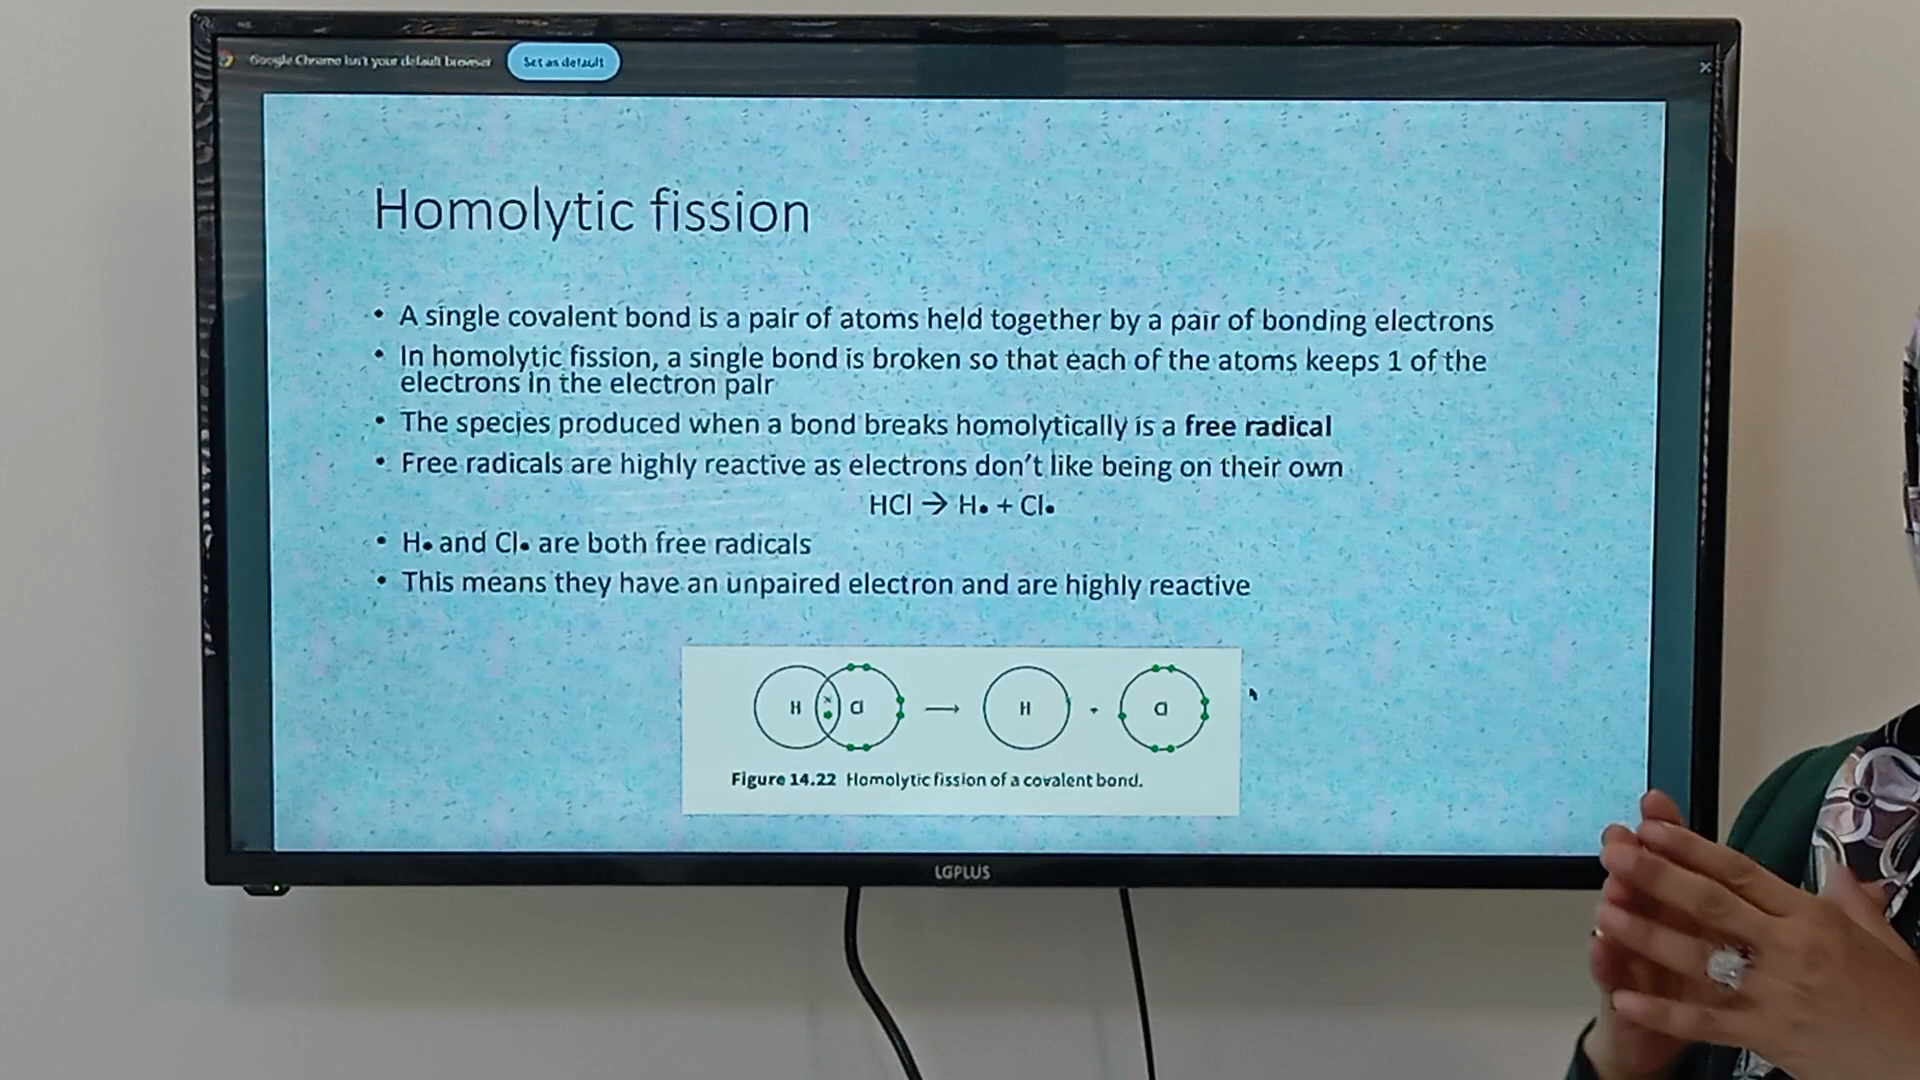 Google Chrome isn't your default browser Set as default
Homolytic fission
• A single covalent bond is a pair of atoms held together by a pair of bonding electrons
• In homolytic fission, a single bond is broken so that each of the atoms keeps 1 of the
electrons in the electron pair
• The species produced when a bond breaks homolytically is a free radical
• Free radicals are highly reactive as electrons don't like being on their own
HCl → H• + Cl•
• H• and Cl• are both free radicals
• This means they have an unpaired electron and are highly reactive
H Cl → H + Cl
Figure 14.22 Homolytic fission of a covalent bond.
LGPLUS